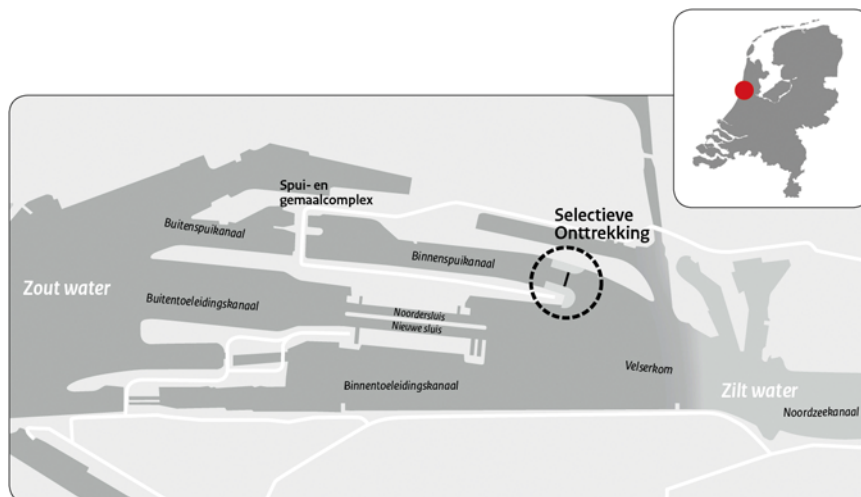 Spui- en
gemaalcomplex
Selectieve
Onttrekking
Buitenspuikanaal
Binnenspuikanaal
Zout water
Buitentoeleidingskanaal
Noordersluis
Nieuwe sluis
Velserkom
Binnentoeleidingskanaal
Zilt water
Noordzeekanaal